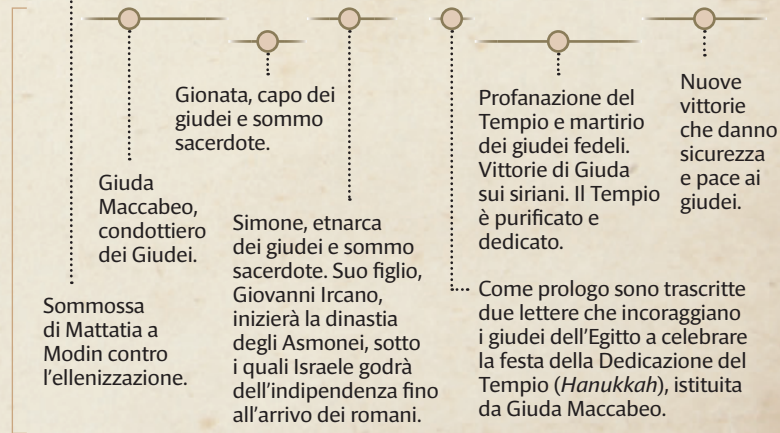 Sommossa
di Mattatia a
Modin contro
l'ellenizzazione.
Giuda
Maccabeo,
condottiero
dei Giudei.
Gionata, capo dei
giudei e sommo
sacerdote.
Simone, etnarca
dei giudei e sommo
sacerdote. Suo figlio,
Giovanni Ircano,
inizierà la dinastia
degli Asmonei, sotto
i quali Israele godrà
dell'indipendenza fino
all'arrivo dei romani.
Come prologo sono trascritte
due lettere che incoraggiano
i giudei dell'Egitto a celebrare
la festa della Dedicazione del
Tempio (Hanukkah), istituita
da Giuda Maccabeo.
Profanazione del
Tempio e martirio
dei giudei fedeli.
Vittorie di Giuda
sui siriani. Il Tempio
è purificato e
dedicato.
Nuove
vittorie
che danno
sicurezza
e pace ai
giudei.